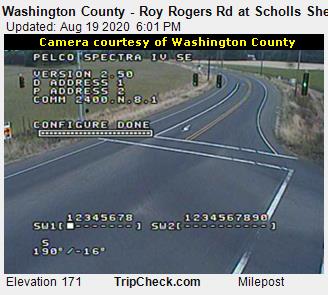 Washington County - Roy Rogers Rd at Scholls She
Updated: Aug 19 2020 6:01 PM
Camera courtesy of Washington County
PELCO SPECTRA IV SE
VERSION 2.50
D ADDRESS 1
P ADDRESS 2
COMM 2400.N.8.1
CONFIGURE DONE
12345678 1234567890
SW1[ ------- SW2[----------
S
190°/-16°
Elevation 171 TripCheck.com Milepost